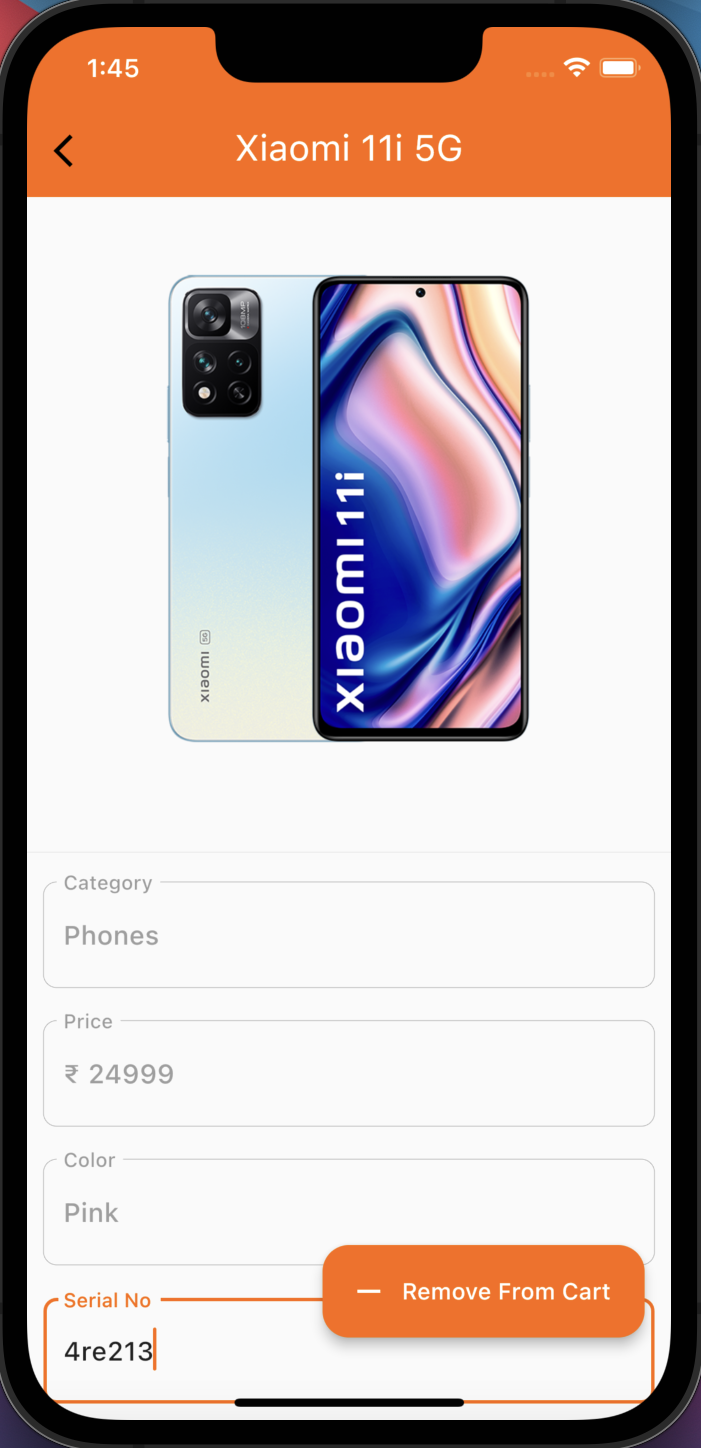 1:45
Xiaomi 11i 5G
108MP
xiaomi 5G
xiaomi 11i
Category
Phones
Price
₹ 24999
Color
Pink
Remove From Cart
Serial No
4re213